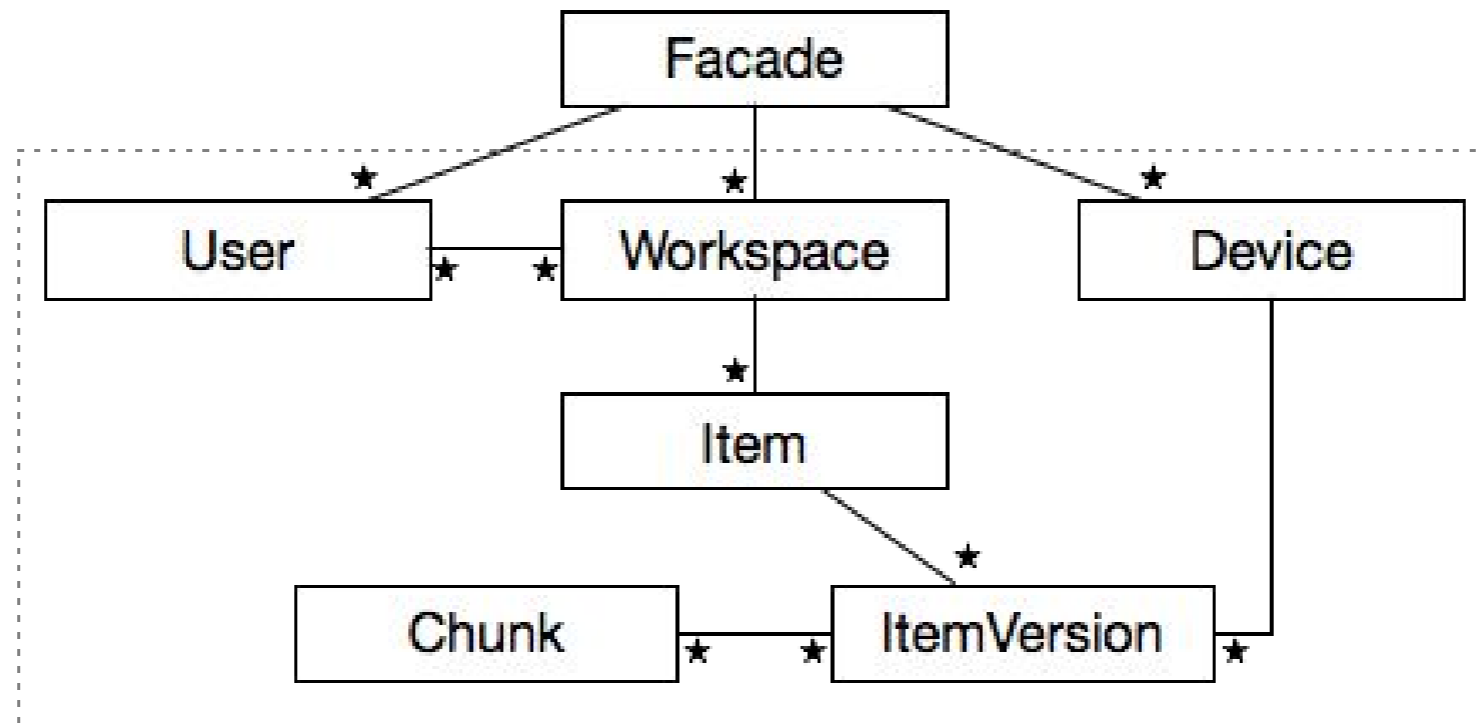 Facade
User
Workspace
Device
Item
Chunk
ItemVersion